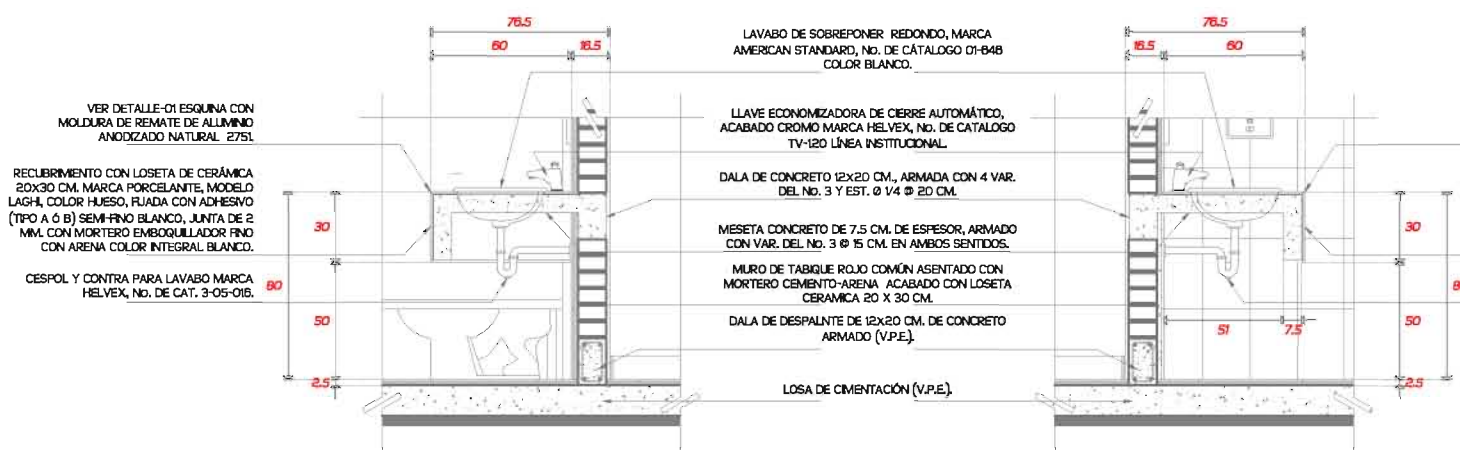 76.5
60
16.5
VER DETALLE-01 ESQUINA CON
MOLDURA DE REMATE DE ALUMINIO
ANODIZADO NATURAL 2751.
RECUBRIMIENTO CON LOSETA DE CERÁMICA
20X30 CM. MARCA PORCELANITE, MODELO
LAGHI, COLOR HUESO, FIJADA CON ADHESIVO
(TIPO A ó B) SEMI-FINO BLANCO, JUNTA DE 2
MM. CON MORTERO EMBOQUILLADOR FINO
CON ARENA COLOR INTEGRAL BLANCO.
CESPOL Y CONTRA PARA LAVABO MARCA
HELVEX, No. DE CAT. 3-05-016.
80
30
50
2.5
LAVABO DE SOBREPONER REDONDO, MARCA
AMERICAN STANDARD, No. DE CÁTALOGO 01-848
COLOR BLANCO.
LLAVE ECONOMIZADORA DE CIERRE AUTOMÁTICO,
ACABADO CROMO MARCA HELVEX, No. DE CATALOGO
TV-120 LÍNEA INSTITUCIONAL.
DALA DE CONCRETO 12x20 CM., ARMADA CON 4 VAR.
DEL No. 3 Y EST. Ø 1/4 @ 20 CM.
MESETA CONCRETO DE 7.5 CM. DE ESPESOR, ARMADO
CON VAR. DEL No. 3 @ 15 CM. EN AMBOS SENTIDOS.
MURO DE TABIQUE ROJO COMÚN ASENTADO CON
MORTERO CEMENTO-ARENA ACABADO CON LOSETA
CERAMICA 20 X 30 CM.
DALA DE DESPALNTE DE 12x20 CM. DE CONCRETO
ARMADO (V.P.E.).
LOSA DE CIMENTACIÓN (V.P.E.).
76.5
16.5
60
30
50
51
7.5
2.5